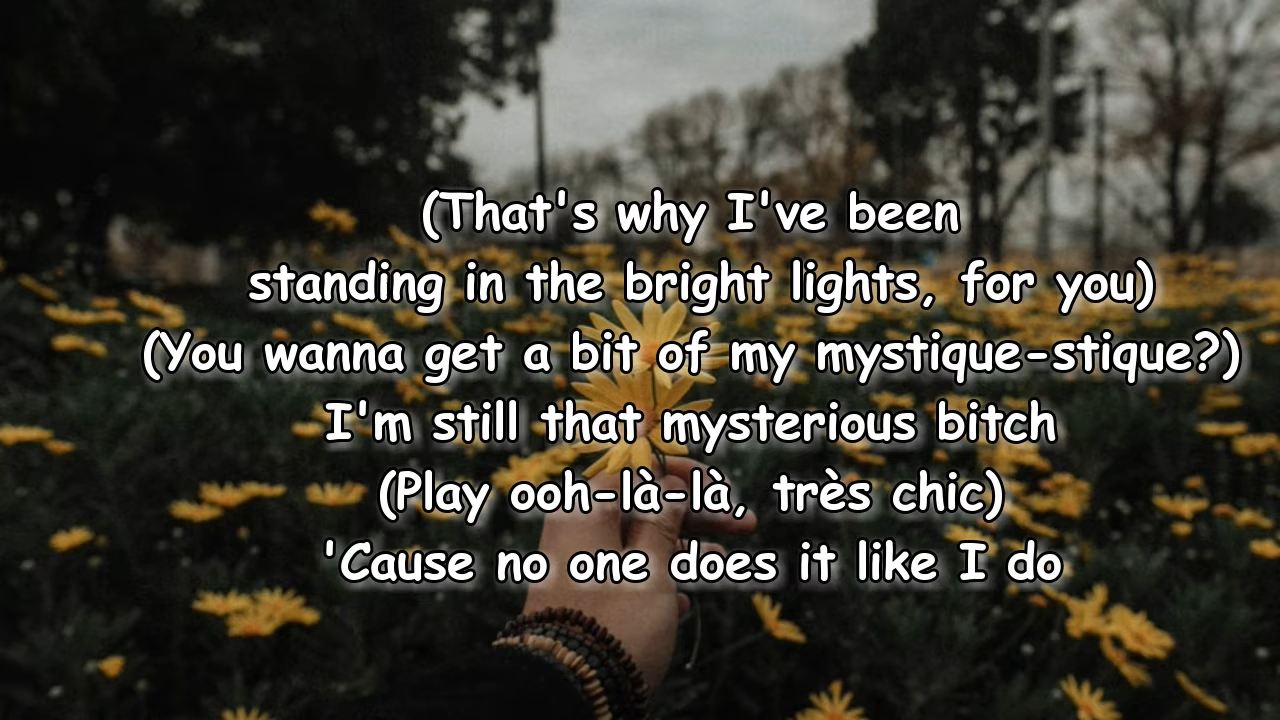 (That's why I've been
standing in the bright lights, for you)
(You wanna get a bit of my mystique-stique?)
I'm still that mysterious bitch
(Play ooh-là-là, très chic)
'Cause no one does it like I do